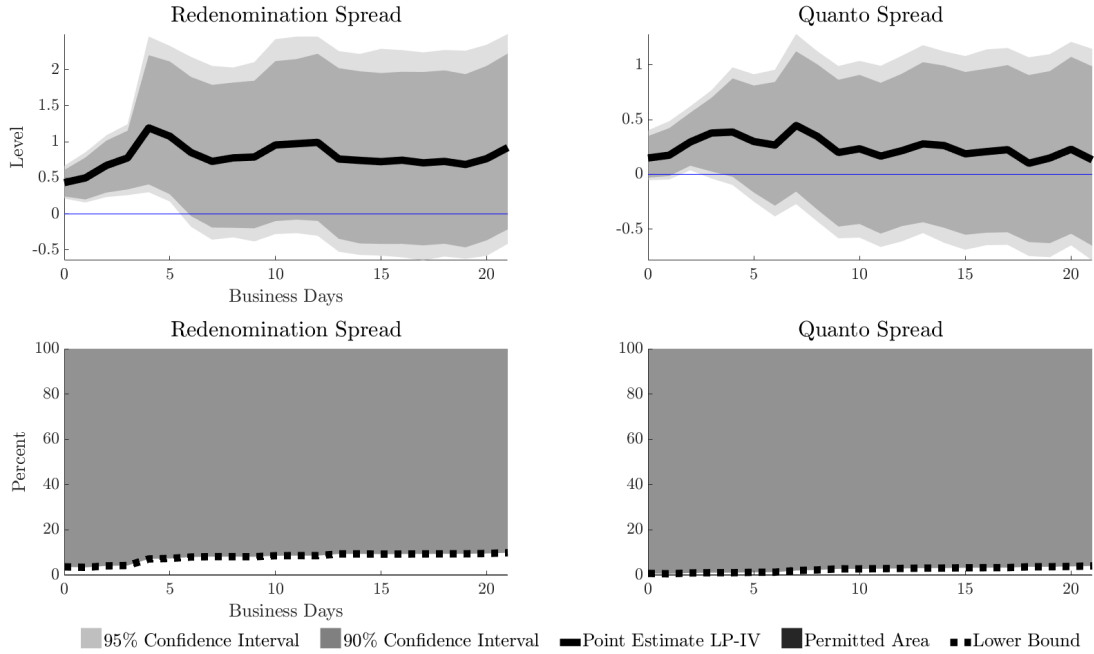 Redenomination Spread
Level
2
1.5
1
0.5
0
-0.5
0 5 10 15 20
Business Days
Quanto Spread
1
0.5
0
-0.5
0 5 10 15 20
Redenomination Spread
Percent
100
80
60
40
20
0
0 5 10 15 20
Business Days
Quanto Spread
100
80
60
40
20
0
0 5 10 15 20
95% Confidence Interval 90% Confidence Interval Point Estimate LP-IV Permitted Area Lower Bound